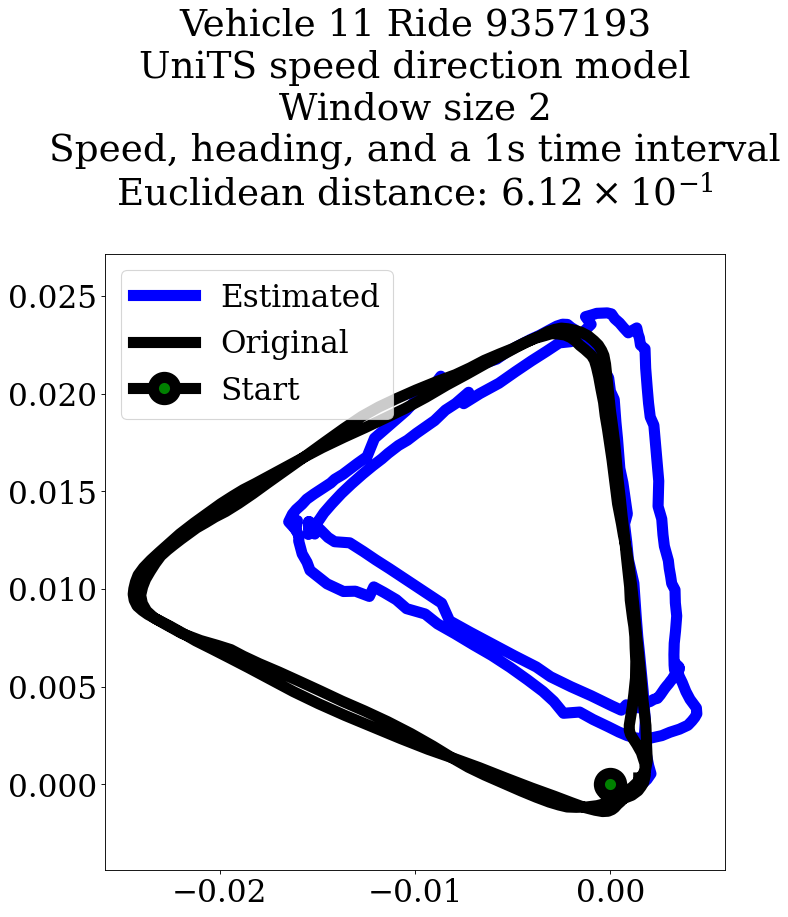 Vehicle 11 Ride 9357193
UniTS speed direction model
Window size 2
Speed, heading, and a 1s time interval
Euclidean distance: 6.12 × 10⁻¹
Estimated
Original
Start
0.025
0.020
0.015
0.010
0.005
0.000
−0.02
−0.01
0.00